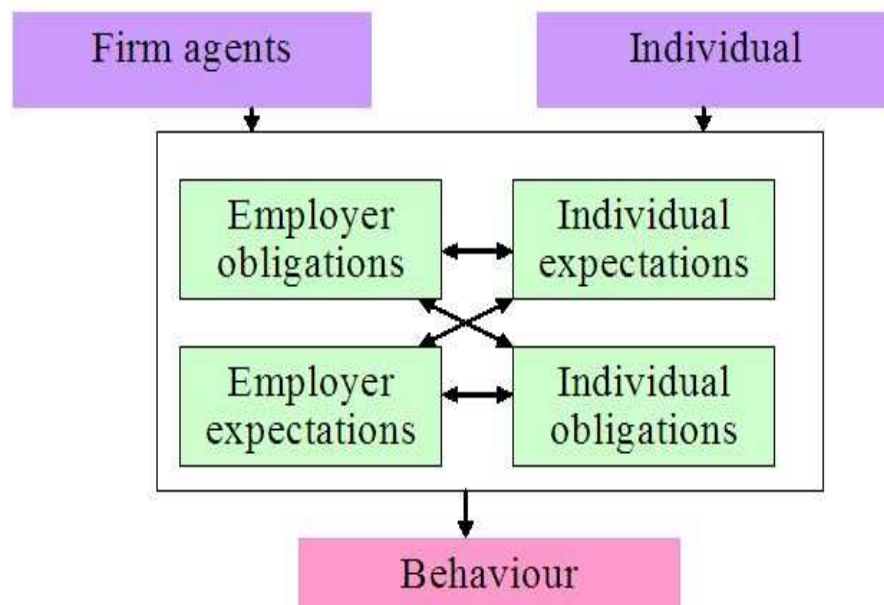 Firm agents
Individual
Employer
obligations
Individual
expectations
Employer
expectations
Individual
obligations
Behaviour